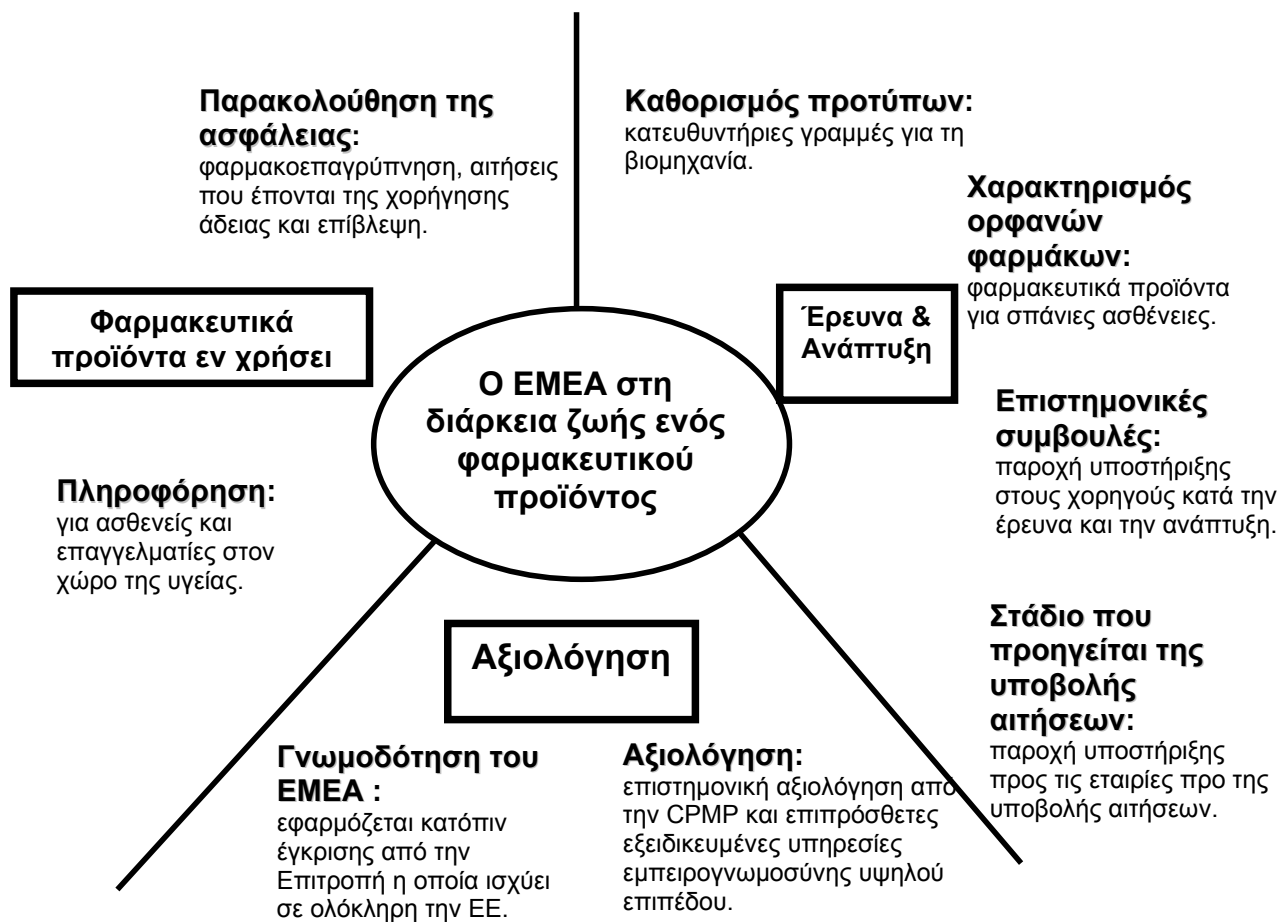 Παρακολούθηση της
ασφάλειας:
φαρμακοεπαγρύπνηση, αιτήσεις
που έπονται της χορήγησης
άδειας και επίβλεψη.
Καθορισμός προτύπων:
κατευθυντήριες γραμμές για τη
βιομηχανία.
Χαρακτηρισμός
ορφανών
φαρμάκων:
φαρμακευτικά προϊόντα
για σπάνιες ασθένειες.
Φαρμακευτικά
προϊόντα εν χρήσει
Έρευνα &
Ανάπτυξη
Ο EMEA στη
διάρκεια ζωής ενός
φαρμακευτικού
προϊόντος
Επιστημονικές
συμβουλές:
παροχή υποστήριξης
στους χορηγούς κατά την
έρευνα και την ανάπτυξη.
Πληροφόρηση:
για ασθενείς και
επαγγελματίες στον
χώρο της υγείας.
Στάδιο που
προηγείται της
υποβολής
αιτήσεων:
παροχή υποστήριξης
προς τις εταιρίες προ της
υποβολής αιτήσεων.
Αξιολόγηση
Γνωμοδότηση του
EMEA :
εφαρμόζεται κατόπιν
έγκρισης από την
Επιτροπή η οποία ισχύει
σε ολόκληρη την ΕΕ.
Αξιολόγηση:
επιστημονική αξιολόγηση από
την CPMP και επιπρόσθετες
εξειδικευμένες υπηρεσίες
εμπειρογνωμοσύνης υψηλού
επιπέδου.